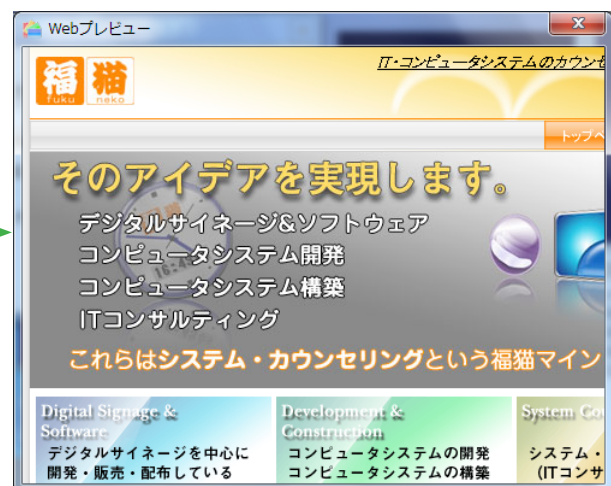 Webプレビュー
福猫
fuku neko
IT・コンピュータシステムのカウンセ
トップペ
そのアイデアを実現します。
デジタルサイネージ&ソフトウェア
コンピュータシステム開発
コンピュータシステム構築
ITコンサルティング
これらはシステム・カウンセリングという福猫マイン
Digital Signage &
Software
デジタルサイネージを中心に
開発・販売・配布している
Development &
Construction
コンピュータシステムの開発
コンピュータシステムの構築
System Co
システム・
(ITコンサ